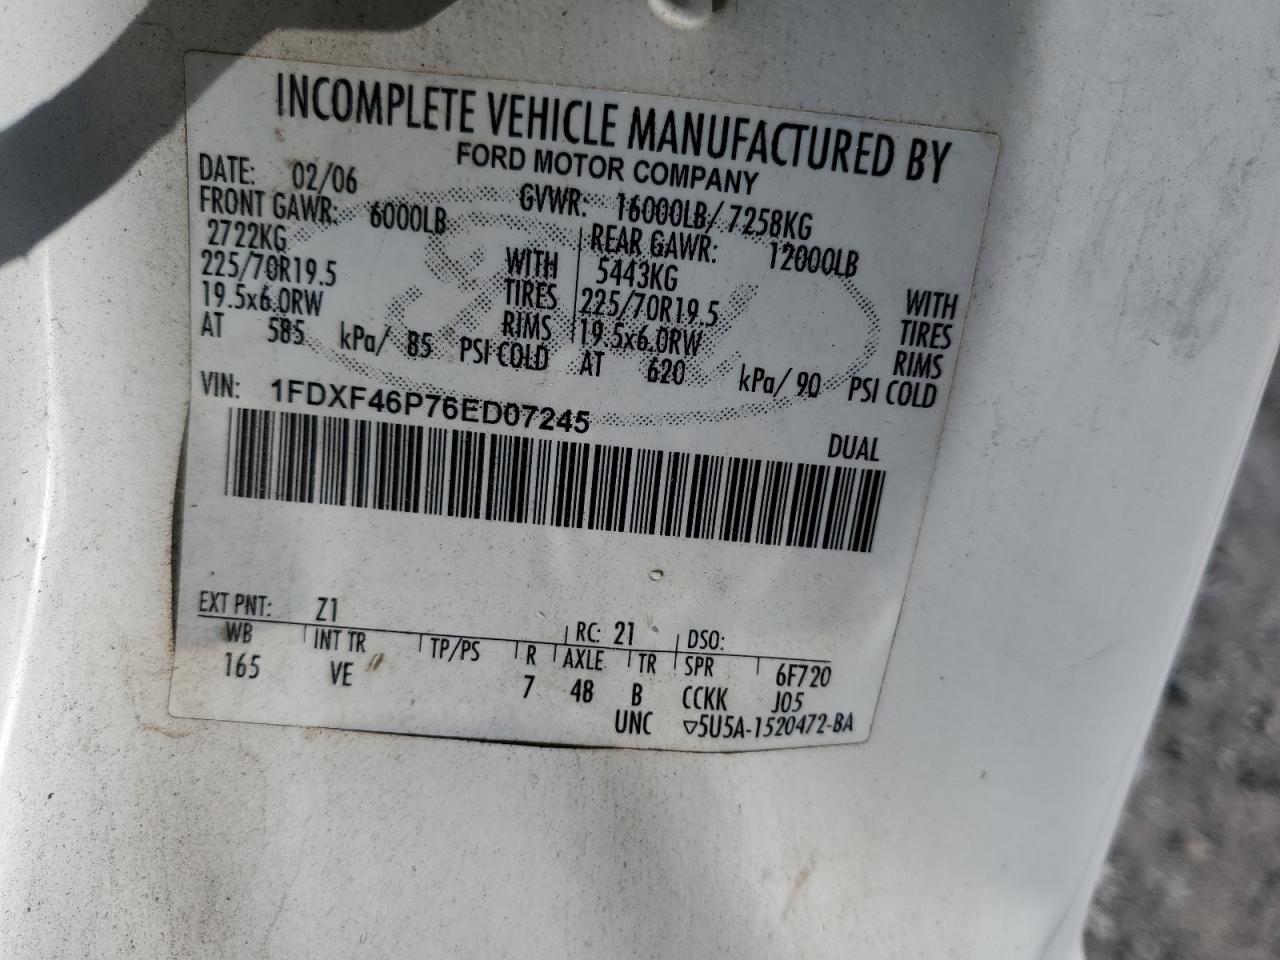 INCOMPLETE VEHICLE MANUFACTURED BY
FORD MOTOR COMPANY
DATE: 02/06 GVWR: 16000LB/ 7258KG
FRONT GAWR: 6000LB REAR GAWR: 12000LB
2722KG WITH 5443KG WITH
225/70R19.5 TIRES 225/70R19.5 TIRES
19.5x6.0RW RIMS 19.5x6.0RW RIMS
AT 585 kPa/ 85 PSI COLD AT 620 kPa/ 90 PSI COLD
VIN: 1FDXF46P76ED07245
DUAL
EXT PNT: Z1 RC: 21 DSO:
WB INT TR TP/PS R AXLE TR SPR 6F720
165 VE 7 48 B CCKK J05
UNC ▽5U5A-1520472-BA